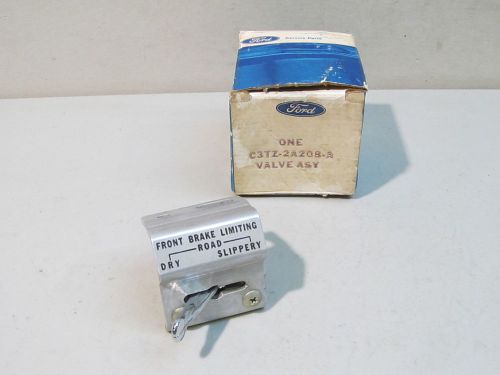 Ford
Service Parts
Ford
ONE
C3TZ-2A208-A
VALVE ASY
FRONT BRAKE LIMITING
ROAD
DRY SLIPPERY